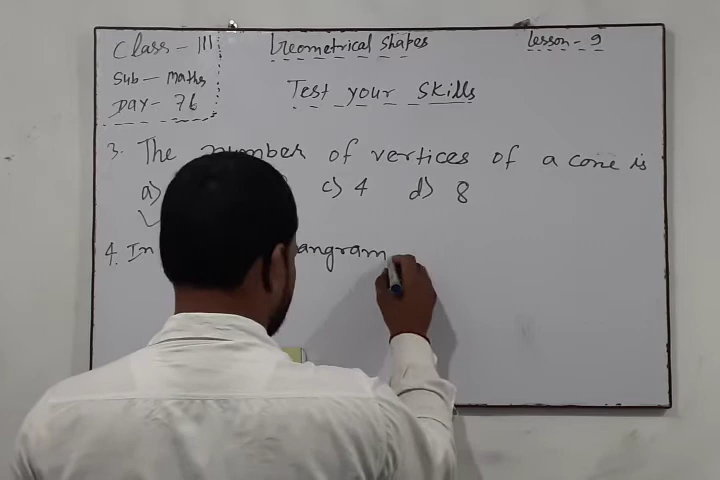 Class - III
Sub - Maths
Day - 76
Geometrical Shapes
Lesson - 9
Test your Skills
3. The number of vertices of a cone is
a) c) 4 d) 8
4. In angram